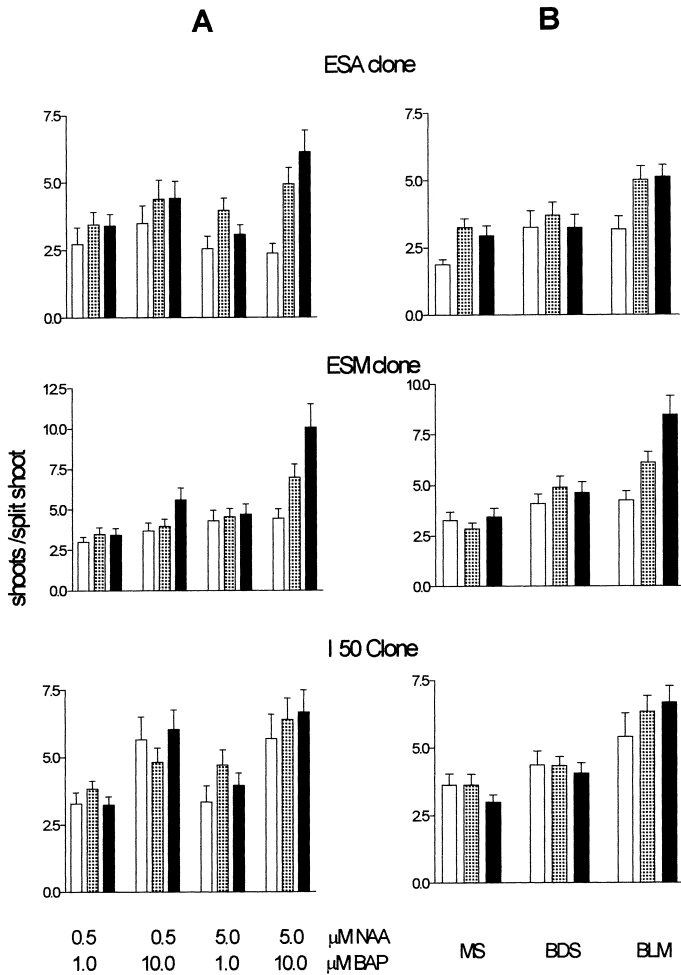 A B
ESA clone
7.5 7.5
5.0 5.0
2.5 2.5
0.0 0.0
ESM clone
12.5 10.0
10.0 7.5
7.5 5.0
5.0 2.5
2.5 0.0
0.0
shoots /split shoot
I 50 Clone
7.5 7.5
5.0 5.0
2.5 2.5
0.0 0.0
0.5 0.5 5.0 5.0 μM NAA
1.0 10.0 1.0 10.0 μM BAP
MS BDS BLM